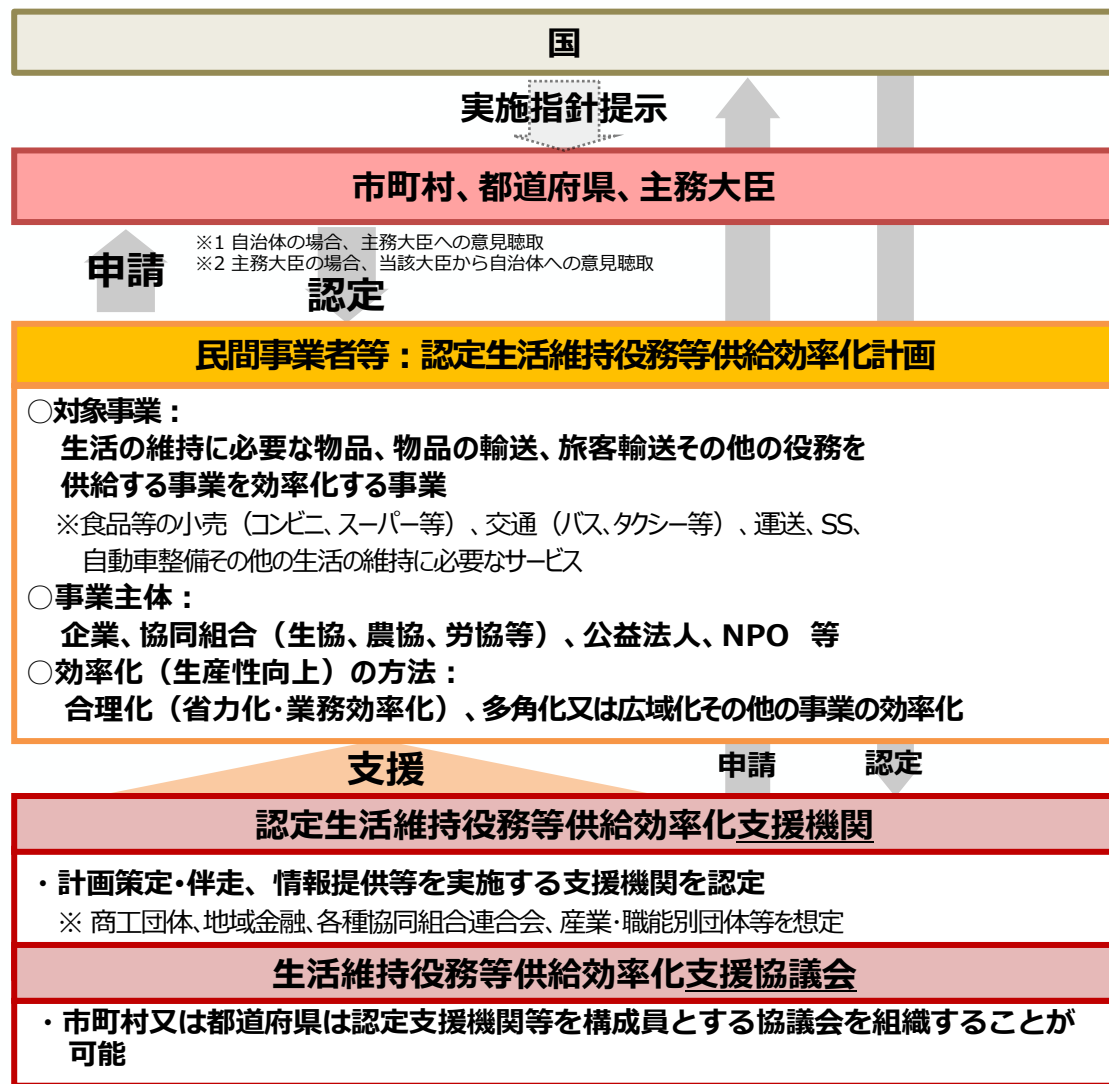 国
実施指針提示
市町村、都道府県、主務大臣
※1 自治体の場合、主務大臣への意見聴取
※2 主務大臣の場合、当該大臣から自治体への意見聴取
申請
認定
民間事業者等：認定生活維持役務等供給効率化計画
○対象事業：
生活の維持に必要な物品、物品の輸送、旅客輸送その他の役務を
供給する事業を効率化する事業
※食品等の小売（コンビニ、スーパー等）、交通（バス、タクシー等）、運送、SS、
自動車整備その他の生活の維持に必要なサービス
○事業主体：
企業、協同組合（生協、農協、労協等）、公益法人、NPO 等
○効率化（生産性向上）の方法：
合理化（省力化・業務効率化）、多角化又は広域化その他の事業の効率化
支援
申請
認定
認定生活維持役務等供給効率化支援機関
・計画策定・伴走、情報提供等を実施する支援機関を認定
※ 商工団体、地域金融、各種協同組合連合会、産業・職能別団体等を想定
生活維持役務等供給効率化支援協議会
・市町村又は都道府県は認定支援機関等を構成員とする協議会を組織することが
可能